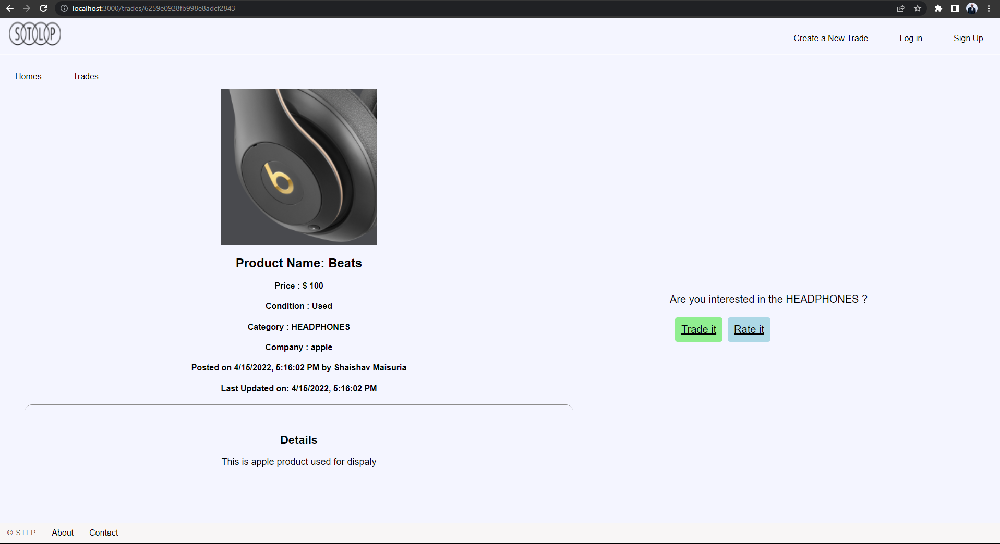 localhost:3000/trades/6259e0928fb998e8adcf2843
STLP
Create a New Trade
Log in
Sign Up
Homes
Trades
Product Name: Beats
Price : $ 100
Condition : Used
Category : HEADPHONES
Company : apple
Posted on 4/15/2022, 5:16:02 PM by Shaishav Maisuria
Last Updated on: 4/15/2022, 5:16:02 PM
Are you interested in the HEADPHONES ?
Trade it
Rate it
Details
This is apple product used for dispaly
© STLP
About
Contact